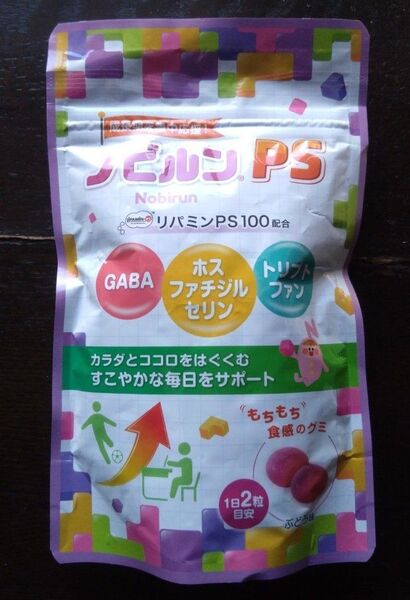 ノビルン® PS
Nobirun
リパミンPS100配合
GABA
ホス
ファチジル
セリン
トリプト
ファン
カラダとココロをはぐくむ
すこやかな毎日をサポート
"もちもち"
食感のグミ
1日2粒
目安
ぶどう味